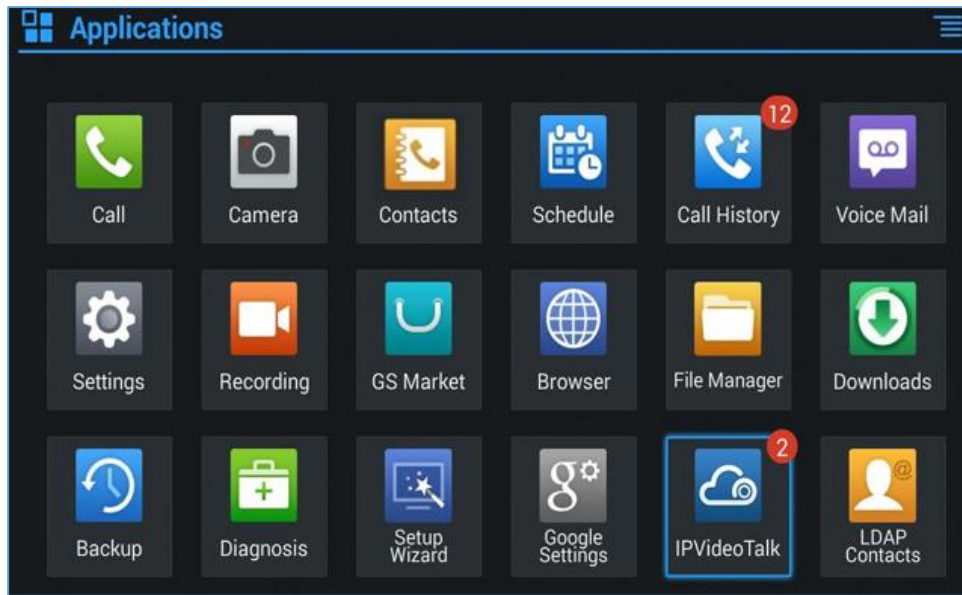 Applications
12
Call
Camera
Contacts
Schedule
Call History
Voice Mail
Settings
Recording
GS Market
Browser
File Manager
Downloads
2
@
g
Backup
Diagnosis
Setup
Wizard
Google
Settings
IPVideoTalk
LDAP
Contacts